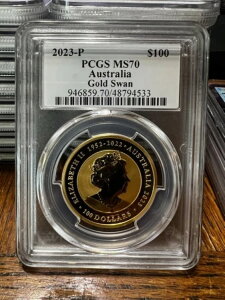 2023-P $100
PCGS MS70
Australia
Gold Swan
946859.70/48794533
ELIZABETH II 1952-2022 • AUSTRALIA 2023 •
100 DOLLARS